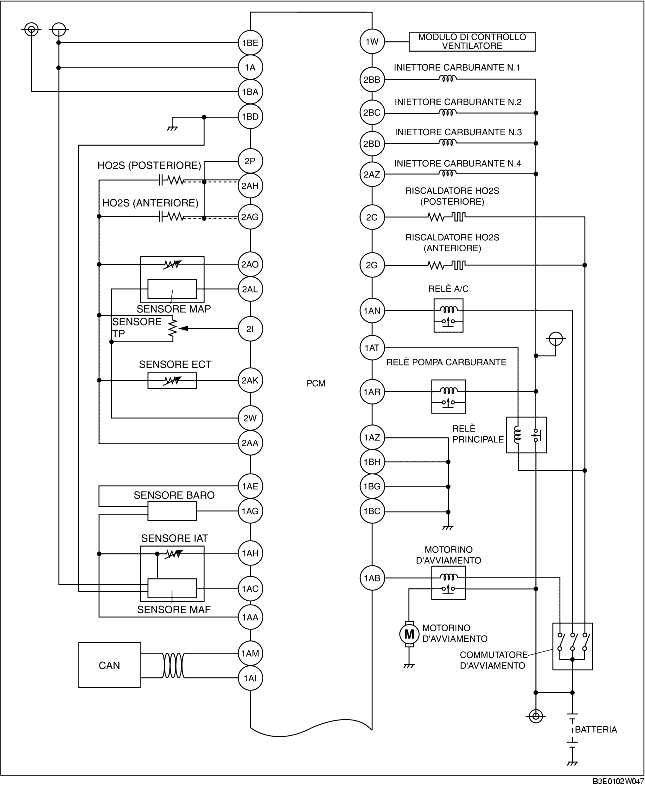 1BE
1W
MODULO DI CONTROLLO
VENTILATORE
1A
2BB
INIETTORE CARBURANTE N.1
1BA
2BC
INIETTORE CARBURANTE N.2
1BD
2BD
INIETTORE CARBURANTE N.3
HO2S (POSTERIORE)
2P
2AZ
INIETTORE CARBURANTE N.4
2AH
RISCALDATORE HO2S
(POSTERIORE)
HO2S (ANTERIORE)
2AG
2C
RISCALDATORE HO2S
(ANTERIORE)
2AO
2G
2AL
RELÈ A/C
SENSORE MAP
1AN
SENSORE
TP
2I
1AT
RELÈ POMPA CARBURANTE
SENSORE ECT
2AK
PCM
1AR
2W
RELÈ
PRINCIPALE
2AA
1AZ
1BH
1AE
1BG
SENSORE BARO
1AG
1BC
SENSORE IAT
1AH
MOTORINO
D'AVVIAMENTO
1AC
1AB
SENSORE MAF
1AA
M
MOTORINO
D'AVVIAMENTO
CAN
1AM
COMMUTATORE
D'AVVIAMENTO
1AI
BATTERIA
B3E0102W047